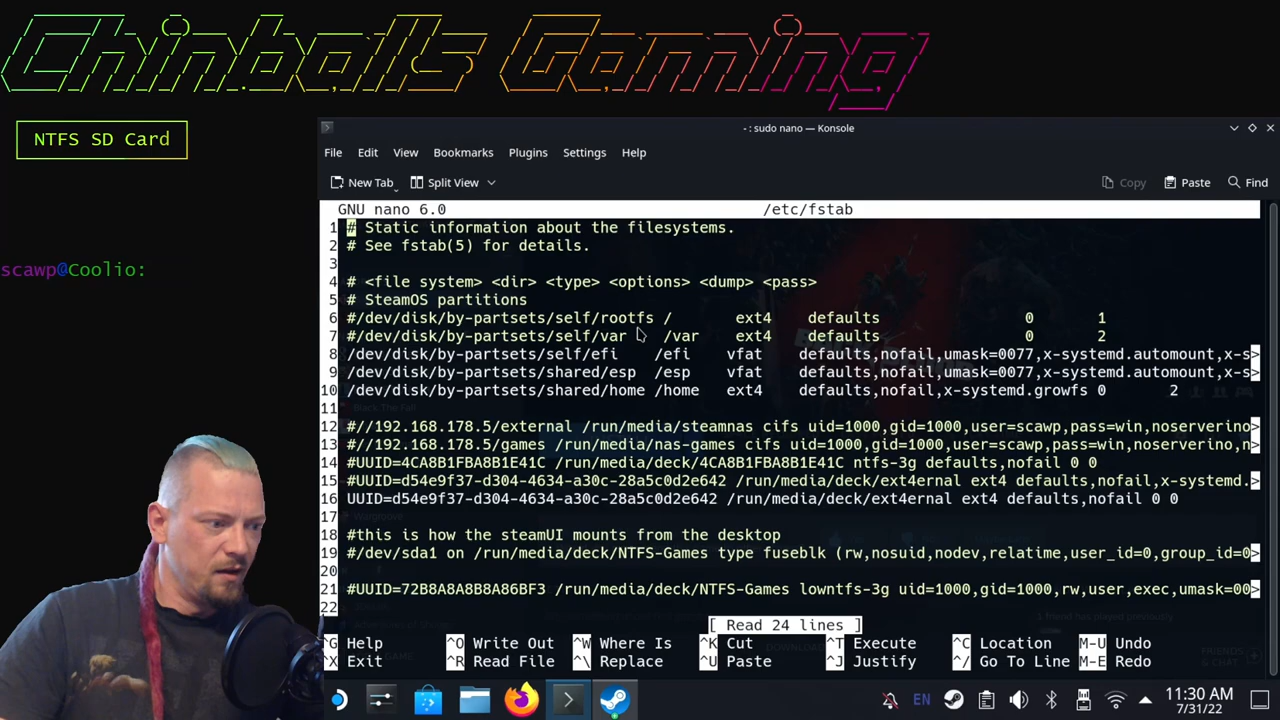 Chinballs Gaming
NTFS SD Card
scawp@Coolio:
- : sudo nano — Konsole
File Edit View Bookmarks Plugins Settings Help
New Tab Split View Copy Paste Find
GNU nano 6.0 /etc/fstab
1 # Static information about the filesystems.
2 # See fstab(5) for details.
3
4 # <file system> <dir> <type> <options> <dump> <pass>
5 # SteamOS partitions
6 #/dev/disk/by-partsets/self/rootfs / ext4 defaults 0 1
7 #/dev/disk/by-partsets/self/var /var ext4 defaults 0 2
8 /dev/disk/by-partsets/self/efi /efi vfat defaults,nofail,umask=0077,x-systemd.automount,x-s>
9 /dev/disk/by-partsets/shared/esp /esp vfat defaults,nofail,umask=0077,x-systemd.automount,x-s>
10 /dev/disk/by-partsets/shared/home /home ext4 defaults,nofail,x-systemd.growfs 0 2
11
12 #//192.168.178.5/external /run/media/steamnas cifs uid=1000,gid=1000,user=scawp,pass=win,noserverino>
13 #//192.168.178.5/games /run/media/nas-games cifs uid=1000,gid=1000,user=scawp,pass=win,noserverino,n>
14 #UUID=4CA8B1FBA8B1E41C /run/media/deck/4CA8B1FBA8B1E41C ntfs-3g defaults,nofail 0 0
15 #UUID=d54e9f37-d304-4634-a30c-28a5c0d2e642 /run/media/deck/ext4ernal ext4 defaults,nofail,x-systemd.>
16 UUID=d54e9f37-d304-4634-a30c-28a5c0d2e642 /run/media/deck/ext4ernal ext4 defaults,nofail 0 0
17
18 #this is how the steamUI mounts from the desktop
19 #/dev/sda1 on /run/media/deck/NTFS-Games type fuseblk (rw,nosuid,nodev,relatime,user_id=0,group_id=0>
20
21 #UUID=72B8A8A8B8A86BF3 /run/media/deck/NTFS-Games lowntfs-3g uid=1000,gid=1000,rw,user,exec,umask=00>
22
[ Read 24 lines ]
^G Help ^O Write Out ^W Where Is ^K Cut ^T Execute ^C Location M-U Undo
^X Exit ^R Read File ^\ Replace ^U Paste ^J Justify ^/ Go To Line M-E Redo
EN 11:30 AM
7/31/22